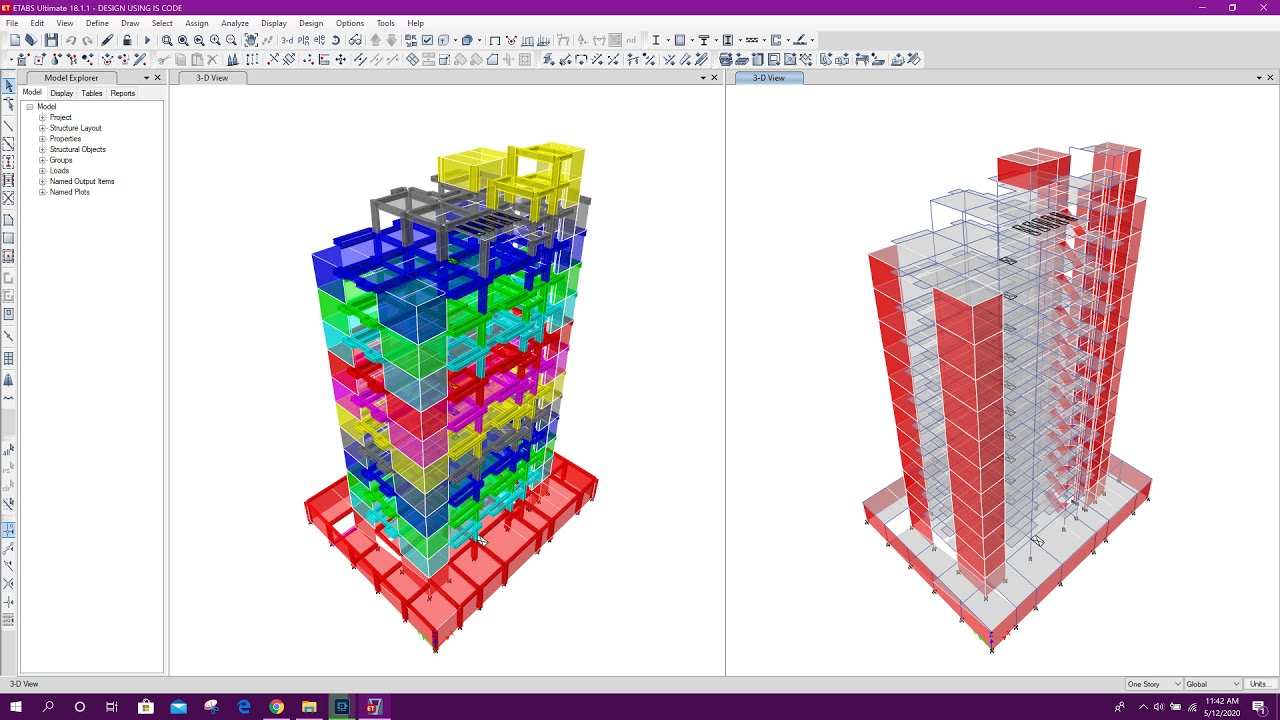 ETABS Ultimate 18.1.1 - DESIGN USING IS CODE
File Edit View Define Draw Select Assign Analyze Display Design Options Tools Help
3-d
nd
Model Explorer
3-D View
3-D View
Model Display Tables Reports
Model
Project
Structure Layout
Properties
Structural Objects
Groups
Loads
Named Output Items
Named Plots
3-D View
One Story
Global
Units...
11:42 AM
5/12/2020